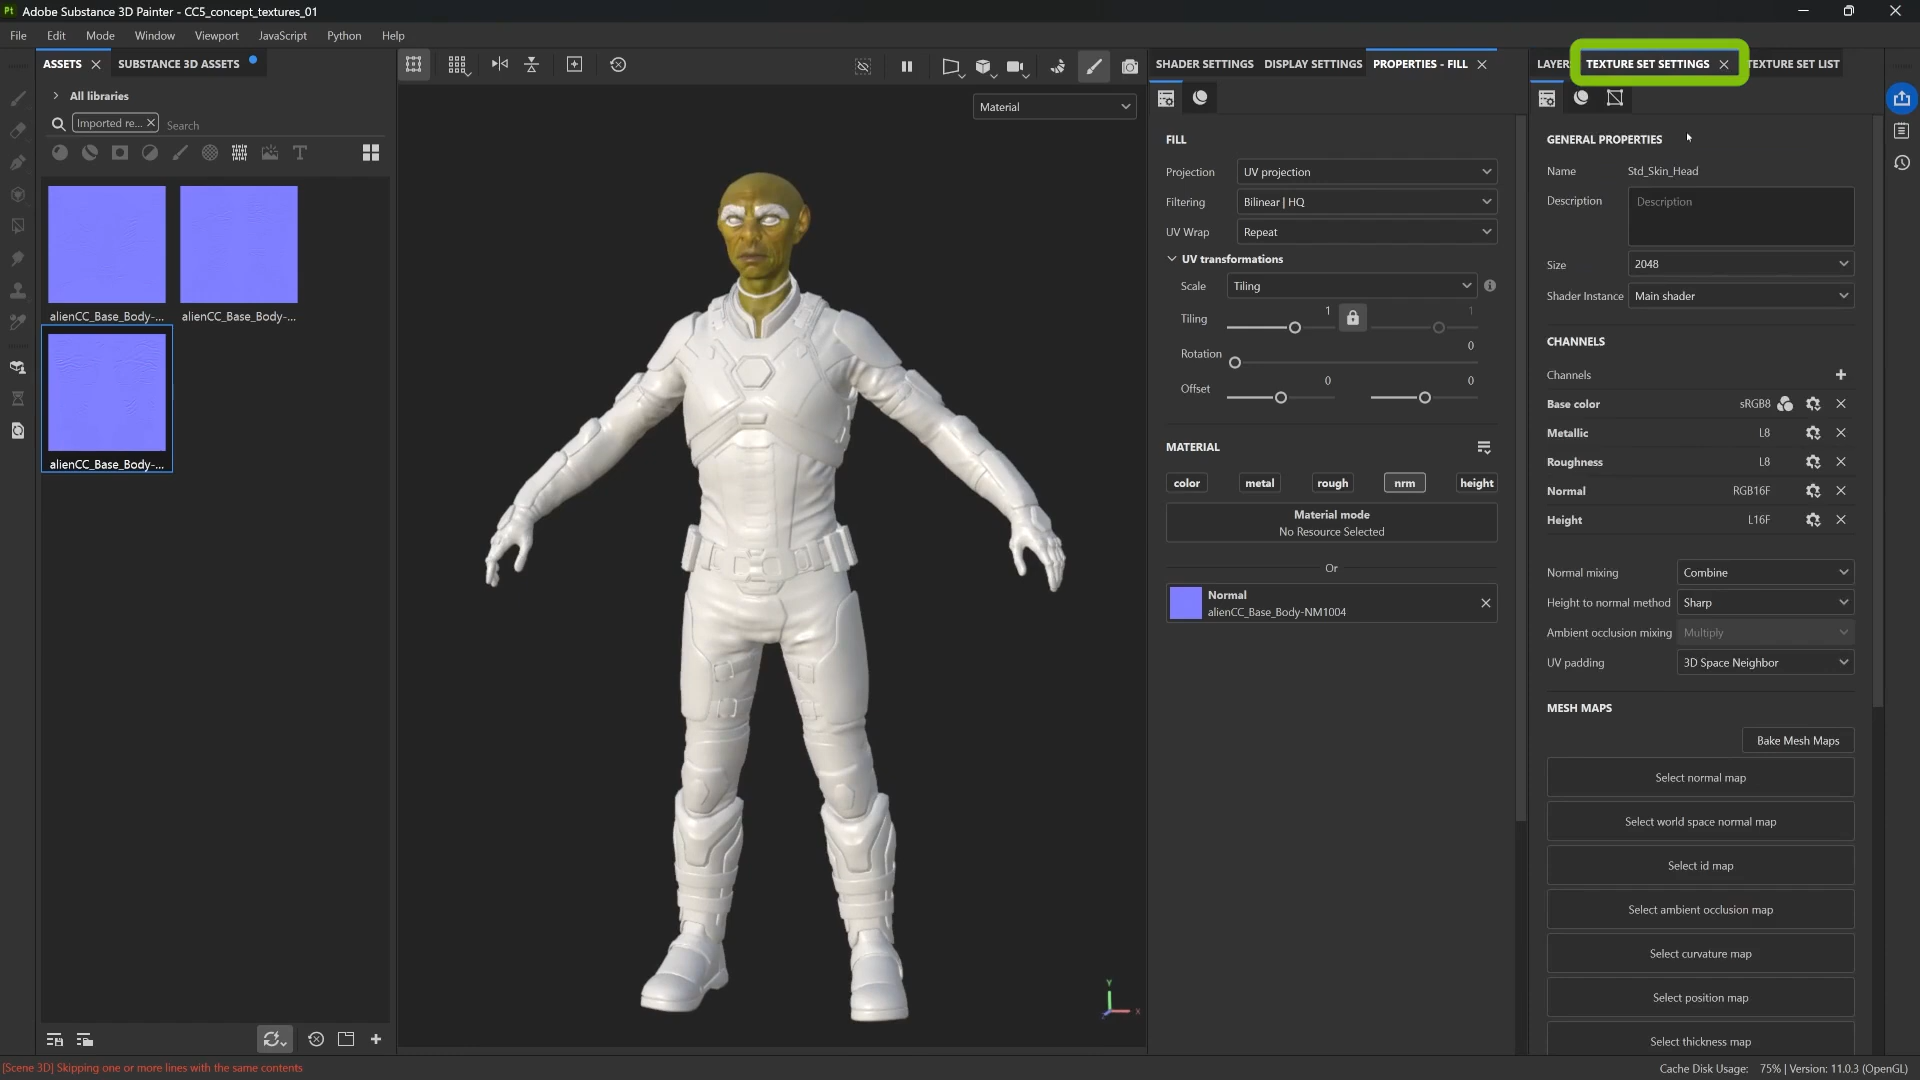 Pt Adobe Substance 3D Painter - CC5_concept_textures_01
File Edit Mode Window Viewport JavaScript Python Help
ASSETS SUBSTANCE 3D ASSETS
All libraries
Imported re... Search
alienCC_Base_Body-... alienCC_Base_Body-...
alienCC_Base_Body-...
Material
Y
X
SHADER SETTINGS DISPLAY SETTINGS PROPERTIES - FILL
FILL
Projection UV projection
Filtering Bilinear | HQ
UV Wrap Repeat
UV transformations
Scale Tiling
Tiling 1 1
Rotation 0
Offset 0 0
MATERIAL
color metal rough nrm height
Material mode
No Resource Selected
Or
Normal
alienCC_Base_Body-NM1004
LAYER TEXTURE SET SETTINGS TEXTURE SET LIST
GENERAL PROPERTIES
Name Std_Skin_Head
Description Description
Size 2048
Shader Instance Main shader
CHANNELS
Channels
Base color sRGB8
Metallic L8
Roughness L8
Normal RGB16F
Height L16F
Normal mixing Combine
Height to normal method Sharp
Ambient occlusion mixing Multiply
UV padding 3D Space Neighbor
MESH MAPS
Bake Mesh Maps
Select normal map
Select world space normal map
Select id map
Select ambient occlusion map
Select curvature map
Select position map
Select thickness map
[Scene 3D] Skipping one or more lines with the same contents
Cache Disk Usage: 75% | Version: 11.0.3 (OpenGL)